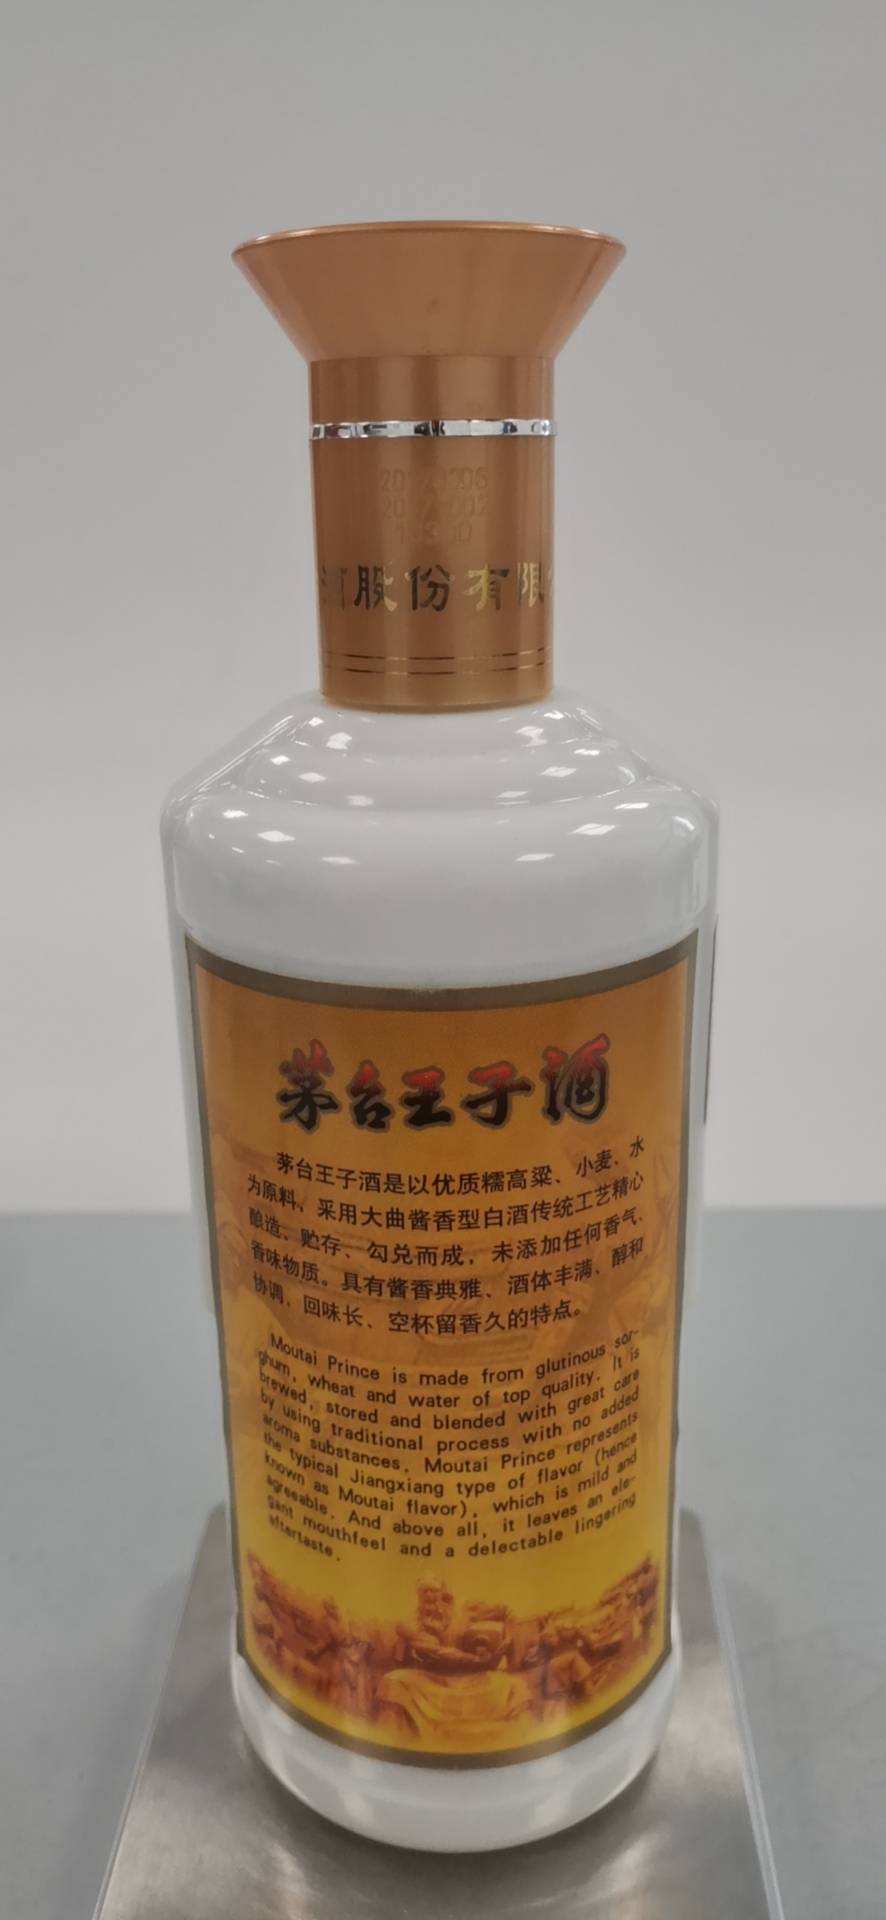 股份有限
茅台王子酒
茅台王子酒是以优质糯高粱、小麦、水
为原料、采用大曲酱香型白酒传统工艺精心
酿造、贮存、勾兑而成，未添加任何香气、
香味物质。具有酱香典雅、酒体丰满、醇和
协调、回味长、空杯留香久的特点。
Moutai Prince is made from glutinous sor-
ghum, wheat and water of top quality. It is
brewed, stored and blended with great care
by using traditional process with no added
aroma substances. Moutai Prince represents
the typical Jiangxiang type of flavor (hence
known as Moutai flavor), which is mild and
agreeable. And above all, it leaves an ele-
gant mouthfeel and a delectable lingering
aftertaste.